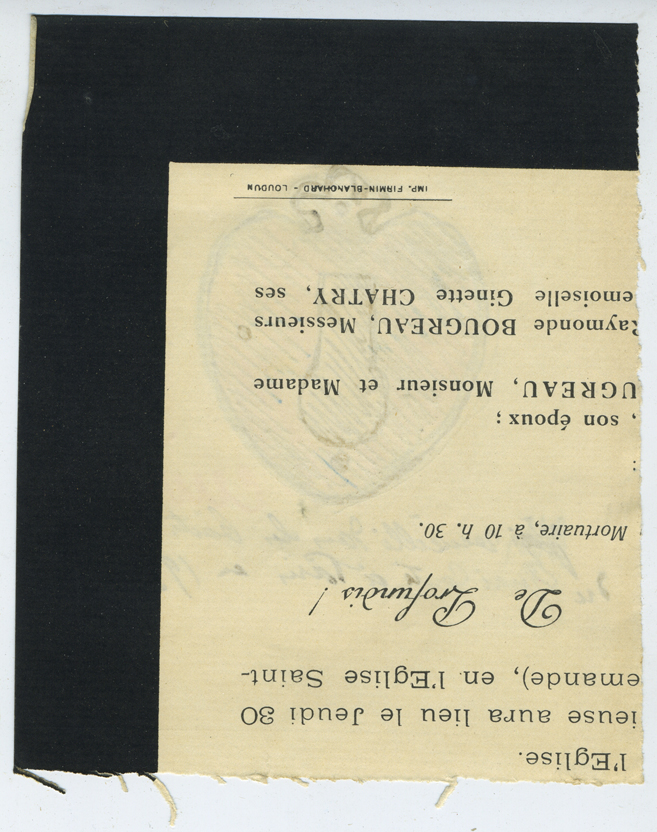 l'Eglise.
ieuse aura lieu le Jeudi 30
emande), en l'Eglise Saint-
De Profundis !
Mortuaire, à 10 h. 30.
:
, son époux ;
UGREAU, Monsieur et Madame
Raymonde BOUGREAU, Messieurs
emoiselle Ginette CHATRY, ses
IMP. FIRMIN-BLANCHARD - LOUDUN